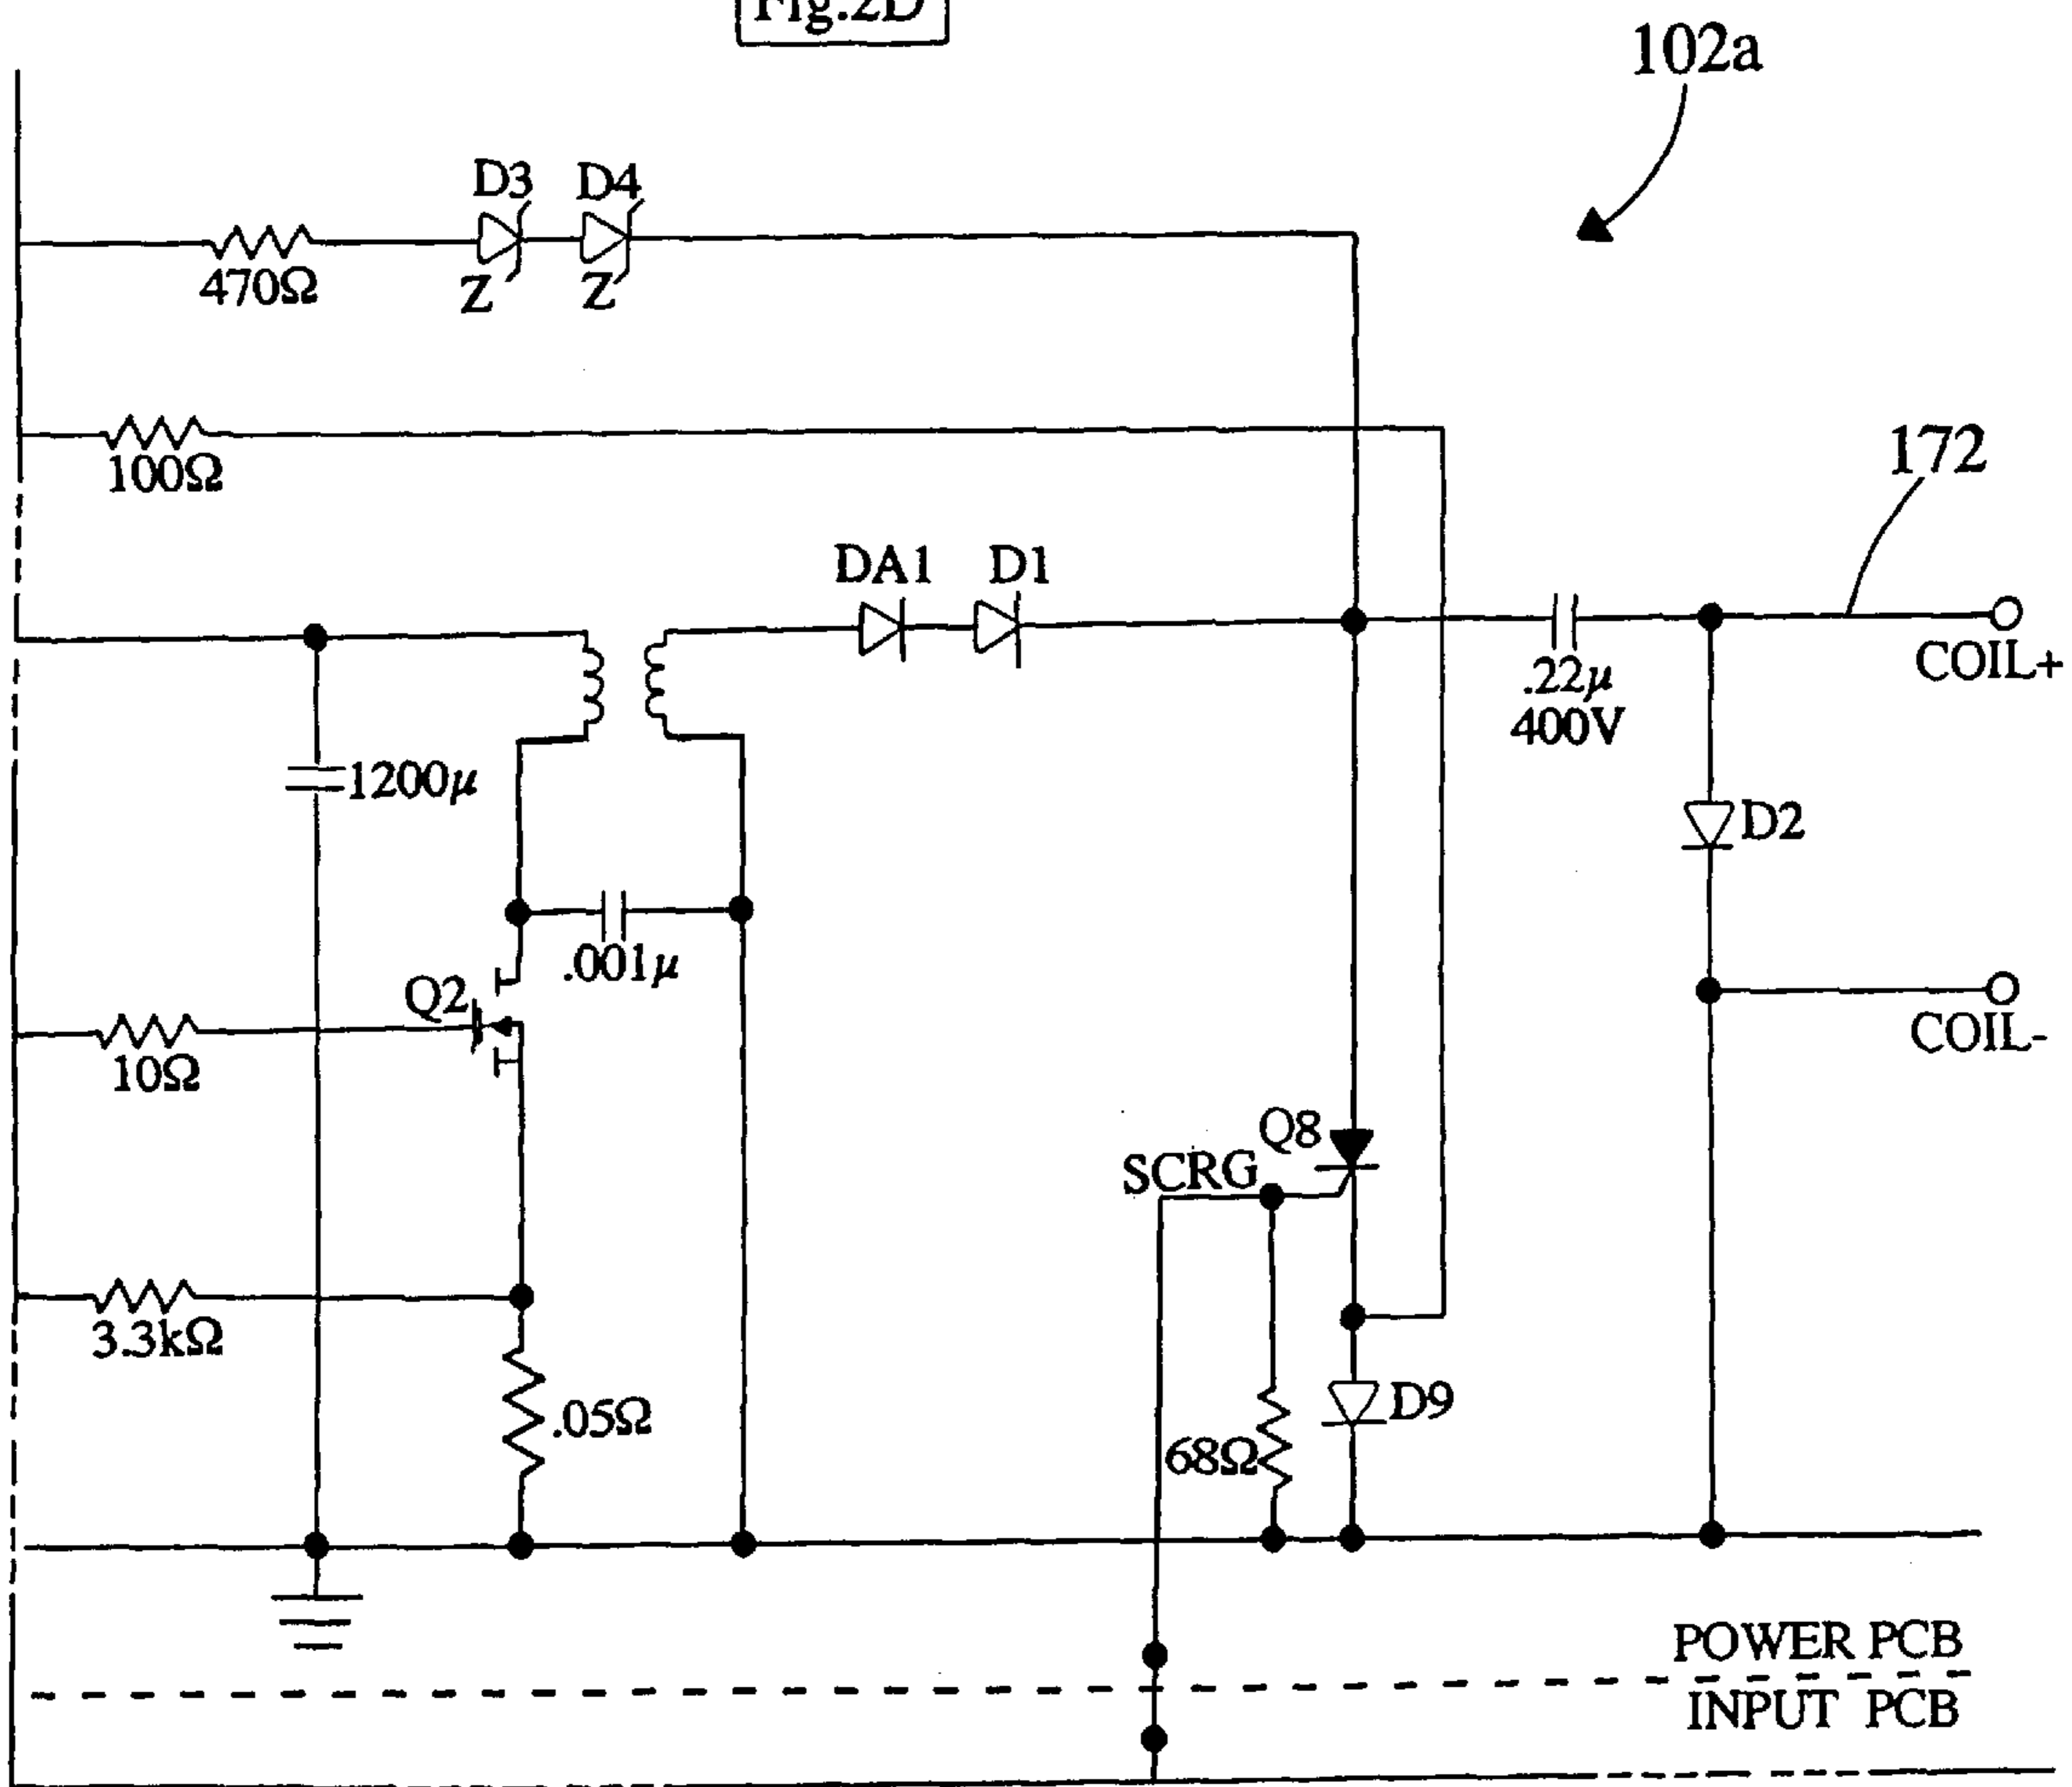 Fig.2D
102a
D3 D4
470Ω
Z Z
100Ω
172
DA1 D1
COIL+
.22μ
400V
1200μ
D2
.001μ
Q2
COIL-
10Ω
Q8
SCRG
3.3kΩ
D9
.05Ω
68Ω
POWER PCB
INPUT PCB